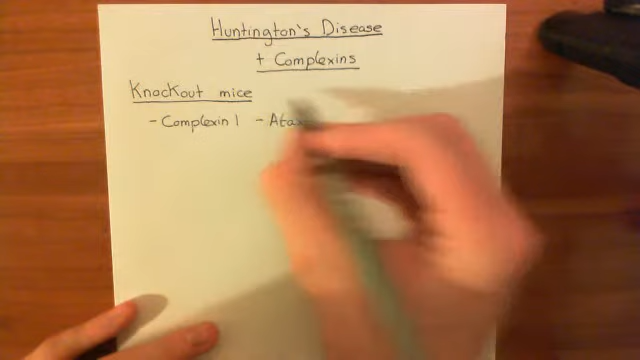 Huntington's Disease
+ Complexins
Knockout mice
- Complexin 1 -